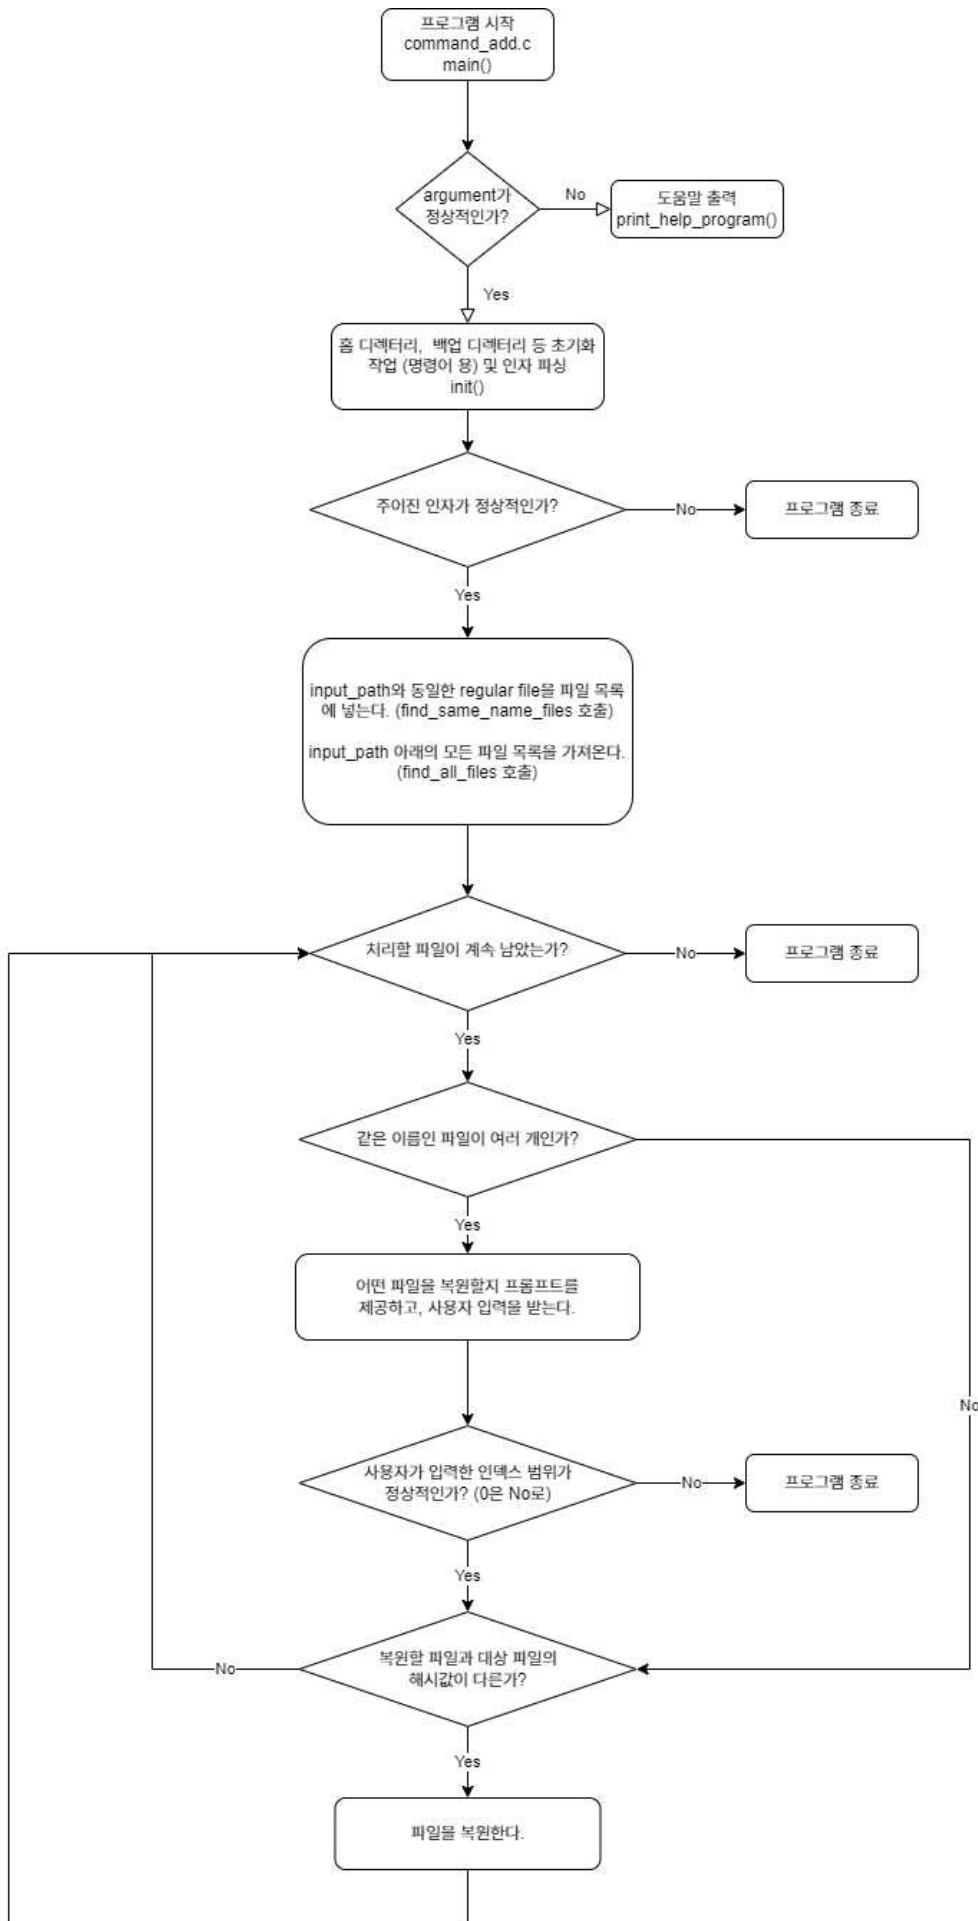 프로그램 시작
command_add.c
main()
argument가
정상적인가?
No
도움말 출력
print_help_program()
Yes
홈 디렉터리, 백업 디렉터리 등 초기화
작업 (명령어 용) 및 인자 파싱
init()
주어진 인자가 정상적인가?
No
프로그램 종료
Yes
input_path와 동일한 regular file을 파일 목록
에 넣는다. (find_same_name_files 호출)
input_path 아래의 모든 파일 목록을 가져온다.
(find_all_files 호출)
처리할 파일이 계속 남았는가?
No
프로그램 종료
Yes
같은 이름인 파일이 여러 개인가?
Yes
어떤 파일을 복원할지 프롬프트를
제공하고, 사용자 입력을 받는다.
No
사용자가 입력한 인덱스 범위가
정상적인가? (0은 No로)
No
프로그램 종료
Yes
복원할 파일과 대상 파일의
해시값이 다른가?
No
Yes
파일을 복원한다.